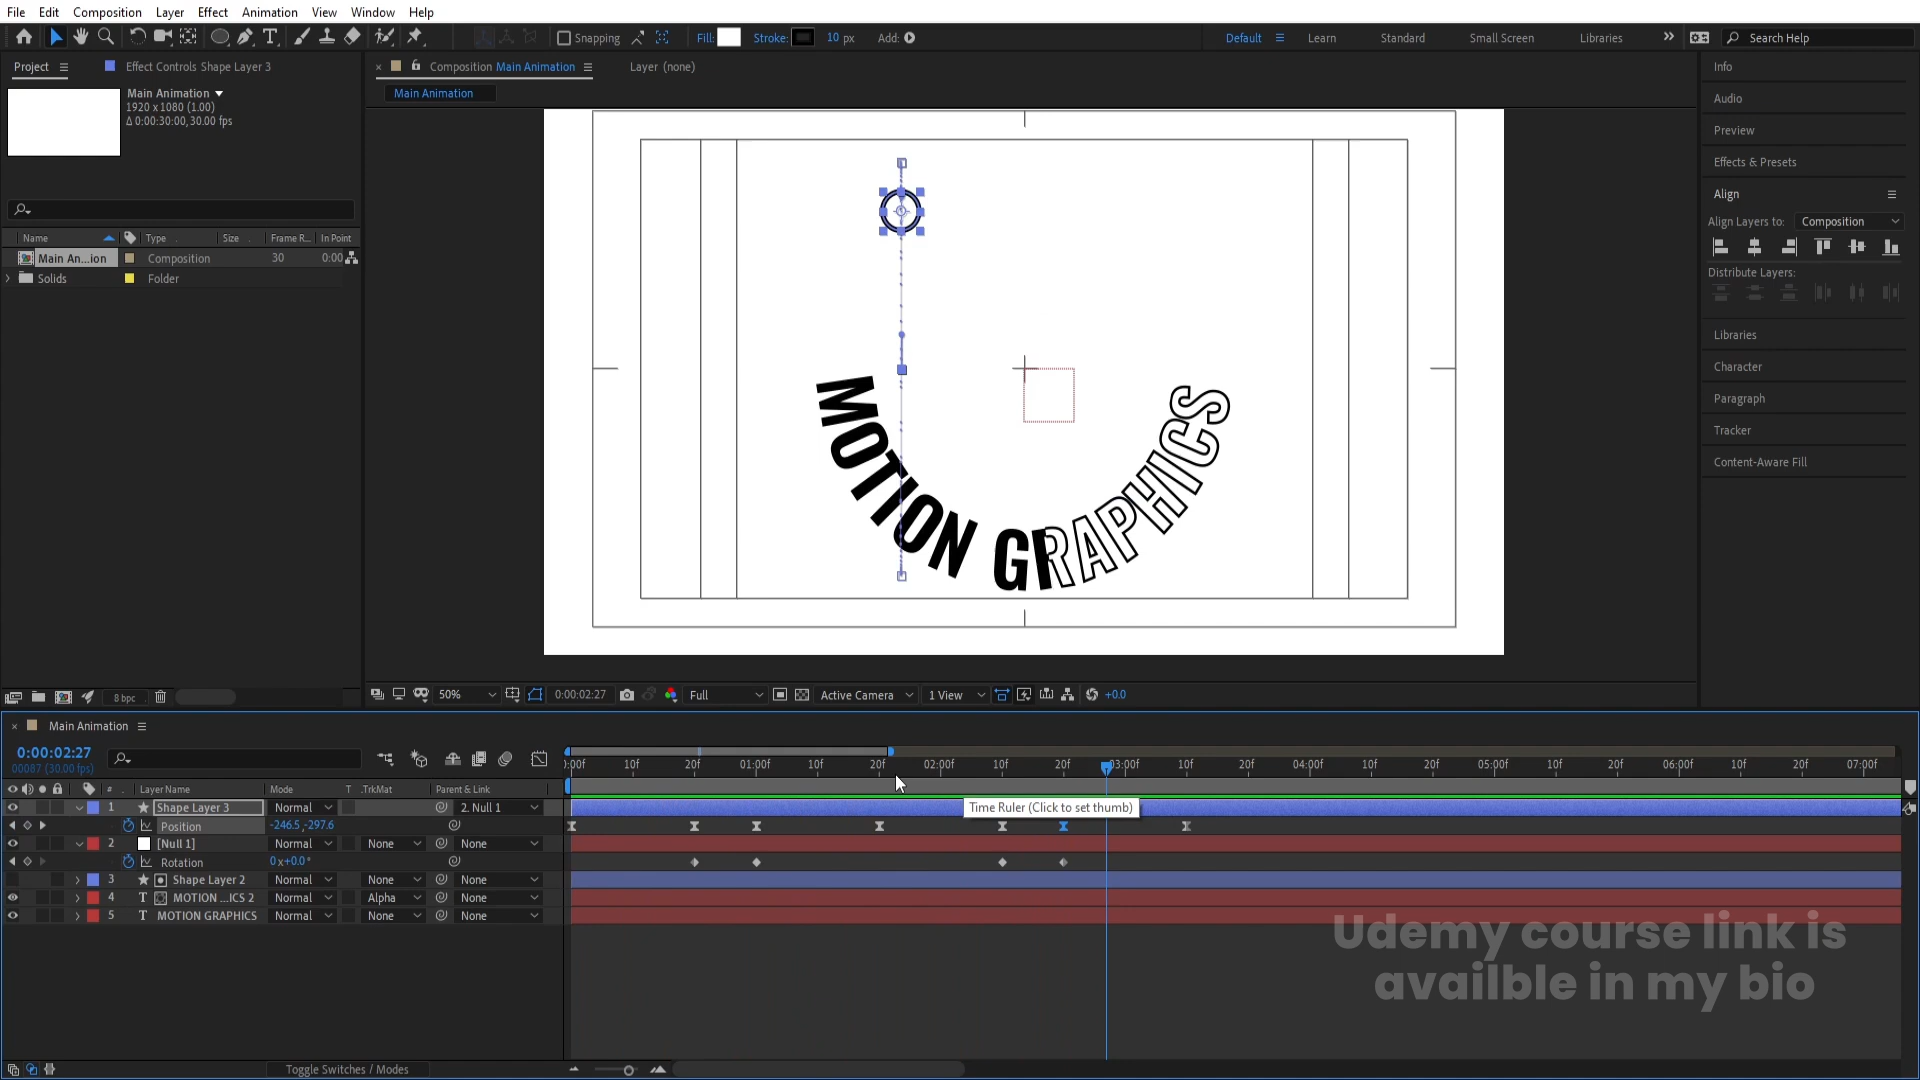 File Edit Composition Layer Effect Animation View Window Help
Snapping Fill: Stroke: 10 px Add: Default Learn Standard Small Screen Libraries Search Help
Project Effect Controls Shape Layer 3
Main Animation
1920 x 1080 (1.00)
Δ 0:00:30:00, 30.00 fps
Name Type Size Frame R... In Point
Main An...ion Composition 30 0:00
Solids Folder
8 bpc
Composition Main Animation Layer (none)
Main Animation
MOTION GRAPHICS
50% 0:00:02:27 Full Active Camera 1 View +0.0
Info
Audio
Preview
Effects & Presets
Align
Align Layers to: Composition
Distribute Layers:
Libraries
Character
Paragraph
Tracker
Content-Aware Fill
Main Animation
0:00:02:27
00087 (30.00 fps)
:00f 10f 20f 01:00f 10f 20f 02:00f 10f 20f 03:00f 10f 20f 04:00f 10f 20f 05:00f 10f 20f 06:00f 10f 20f 07:00f
# Layer Name Mode T .TrkMat Parent & Link
1 Shape Layer 3 Normal 2. Null 1
Time Ruler (Click to set thumb)
Position -246.5,-297.6
2 [Null 1] Normal None None
Rotation 0x+0.0°
3 Shape Layer 2 Normal None None
4 T MOTION ...ICS 2 Normal Alpha None
5 T MOTION GRAPHICS Normal None None
Udemy course link is
availble in my bio
Toggle Switches / Modes